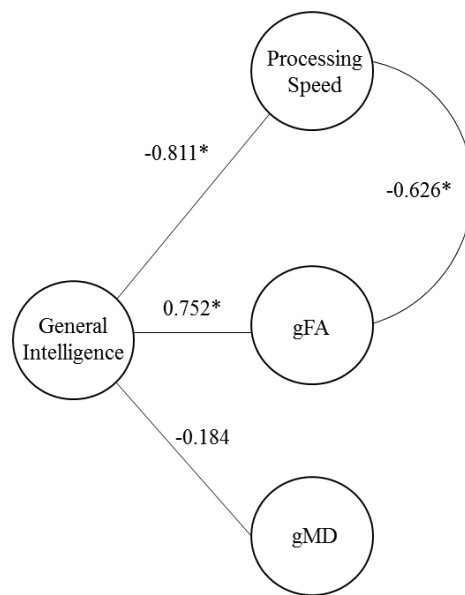 Processing
Speed
-0.811*
-0.626*
0.752*
General
Intelligence
gFA
-0.184
gMD